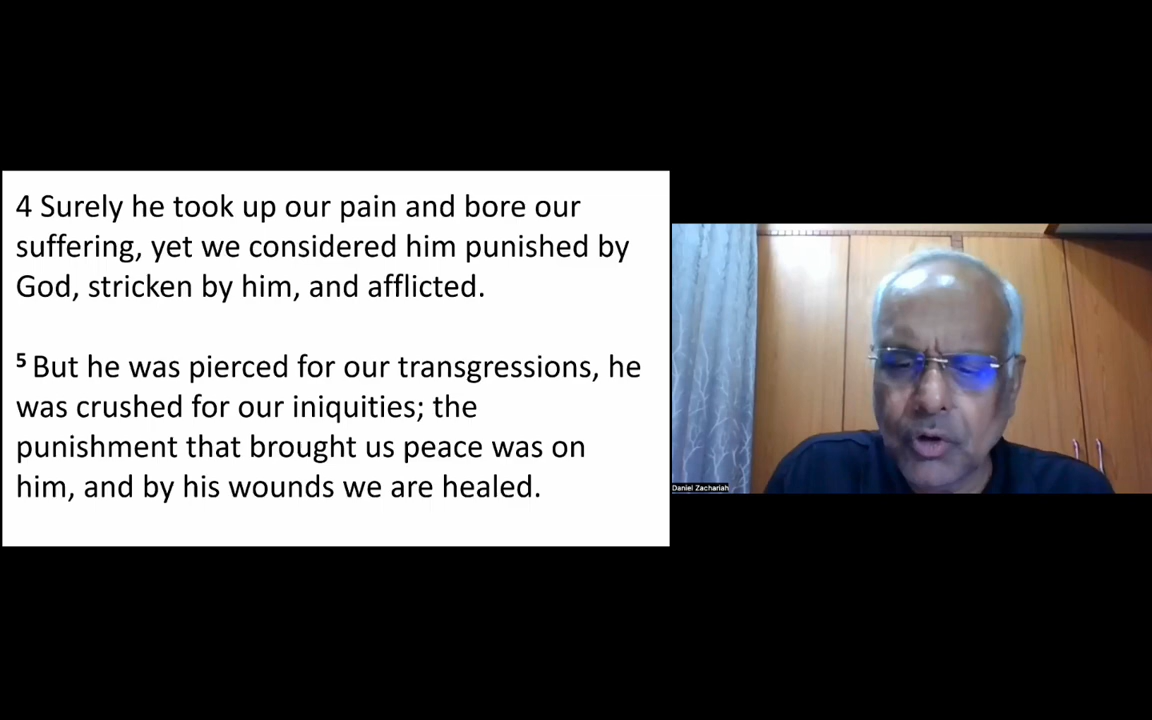 4 Surely he took up our pain and bore our
suffering, yet we considered him punished by
God, stricken by him, and afflicted.
5 But he was pierced for our transgressions, he
was crushed for our iniquities; the
punishment that brought us peace was on
him, and by his wounds we are healed.
Daniel Zachariah